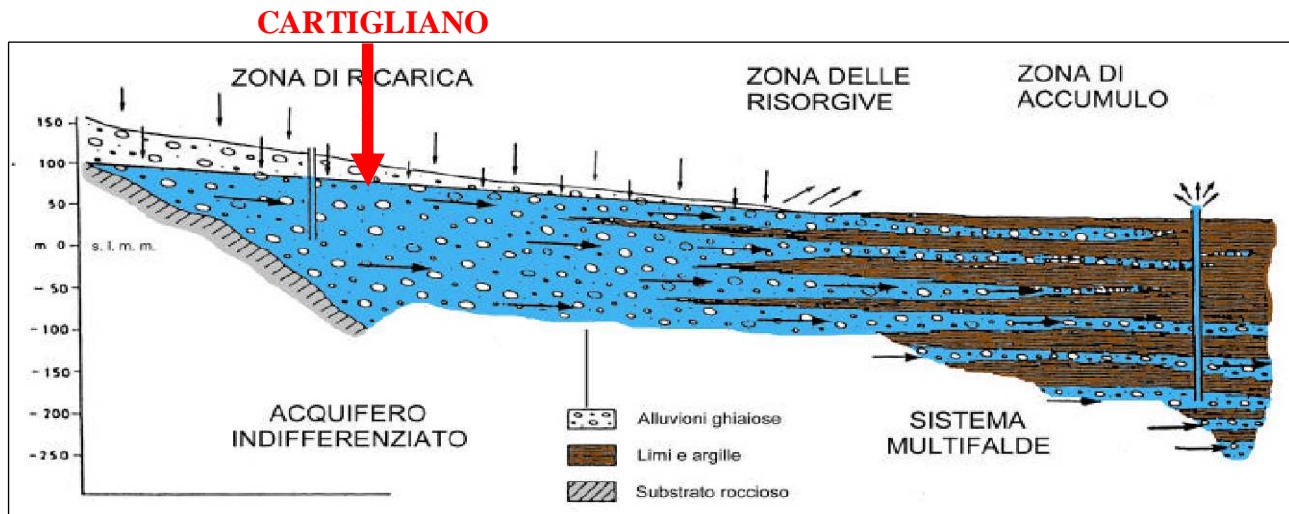 CARTIGLIANO
ZONA DI RICARICA
ZONA DELLE
RISORGIVE
ZONA DI
ACCUMULO
150
100
50
m 0
s. l. m. m.
- 50
- 100
- 150
- 200
- 250
ACQUIFERO
INDIFFERENZIATO
Alluvioni ghiaiose
Limi e argille
Substrato roccioso
SISTEMA
MULTIFALDE